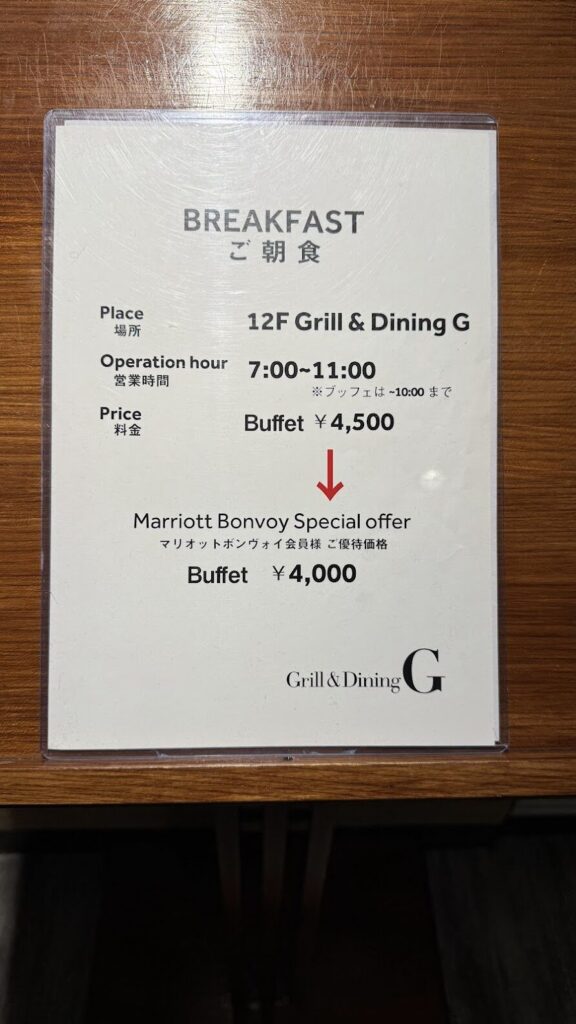 BREAKFAST
ご朝食
Place
場所
12F Grill & Dining G
Operation hour
営業時間
7:00~11:00
※ブッフェは ~10:00 まで
Price
料金
Buffet ¥4,500
Marriott Bonvoy Special offer
マリオットボンヴォイ会員様 ご優待価格
Buffet ¥4,000
Grill & Dining G